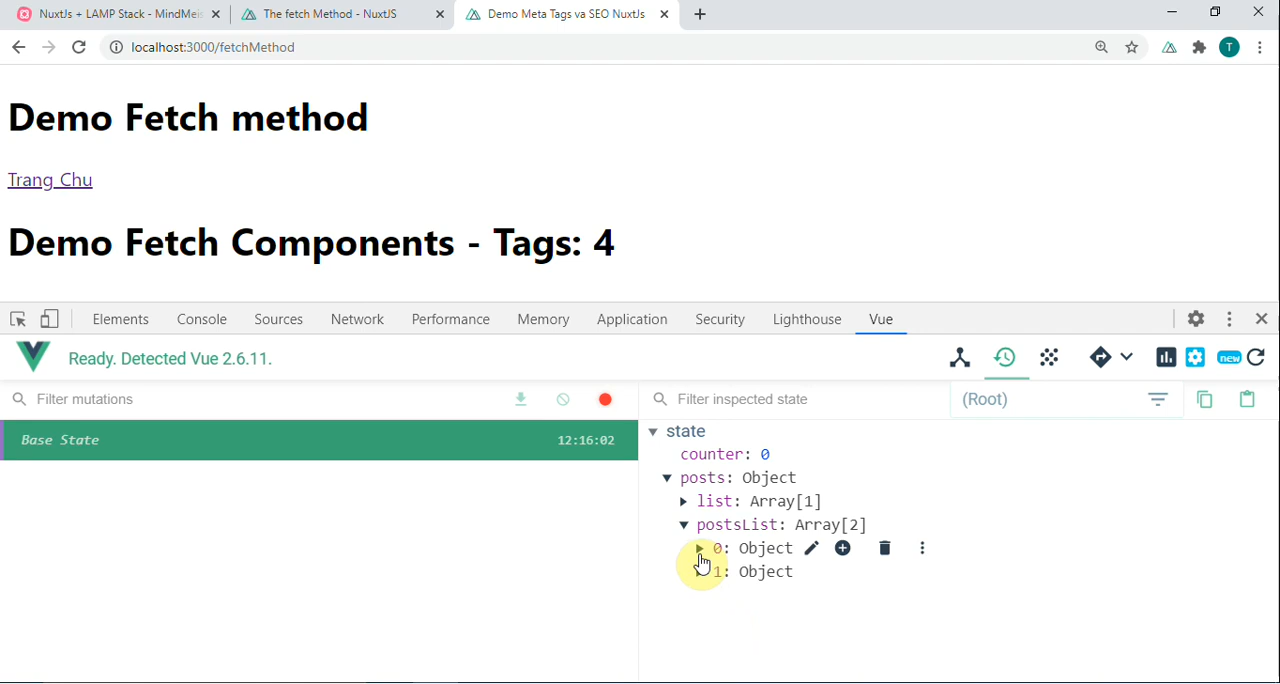 NuxtJs + LAMP Stack - MindMeis
The fetch Method - NuxtJS
Demo Meta Tags va SEO NuxtJs
localhost:3000/fetchMethod
T
Demo Fetch method
Trang Chu
Demo Fetch Components - Tags: 4
Elements Console Sources Network Performance Memory Application Security Lighthouse Vue
Ready. Detected Vue 2.6.11.
new
Filter mutations
Filter inspected state
(Root)
Base State 12:16:02
state
counter: 0
posts: Object
list: Array[1]
postsList: Array[2]
0: Object
1: Object